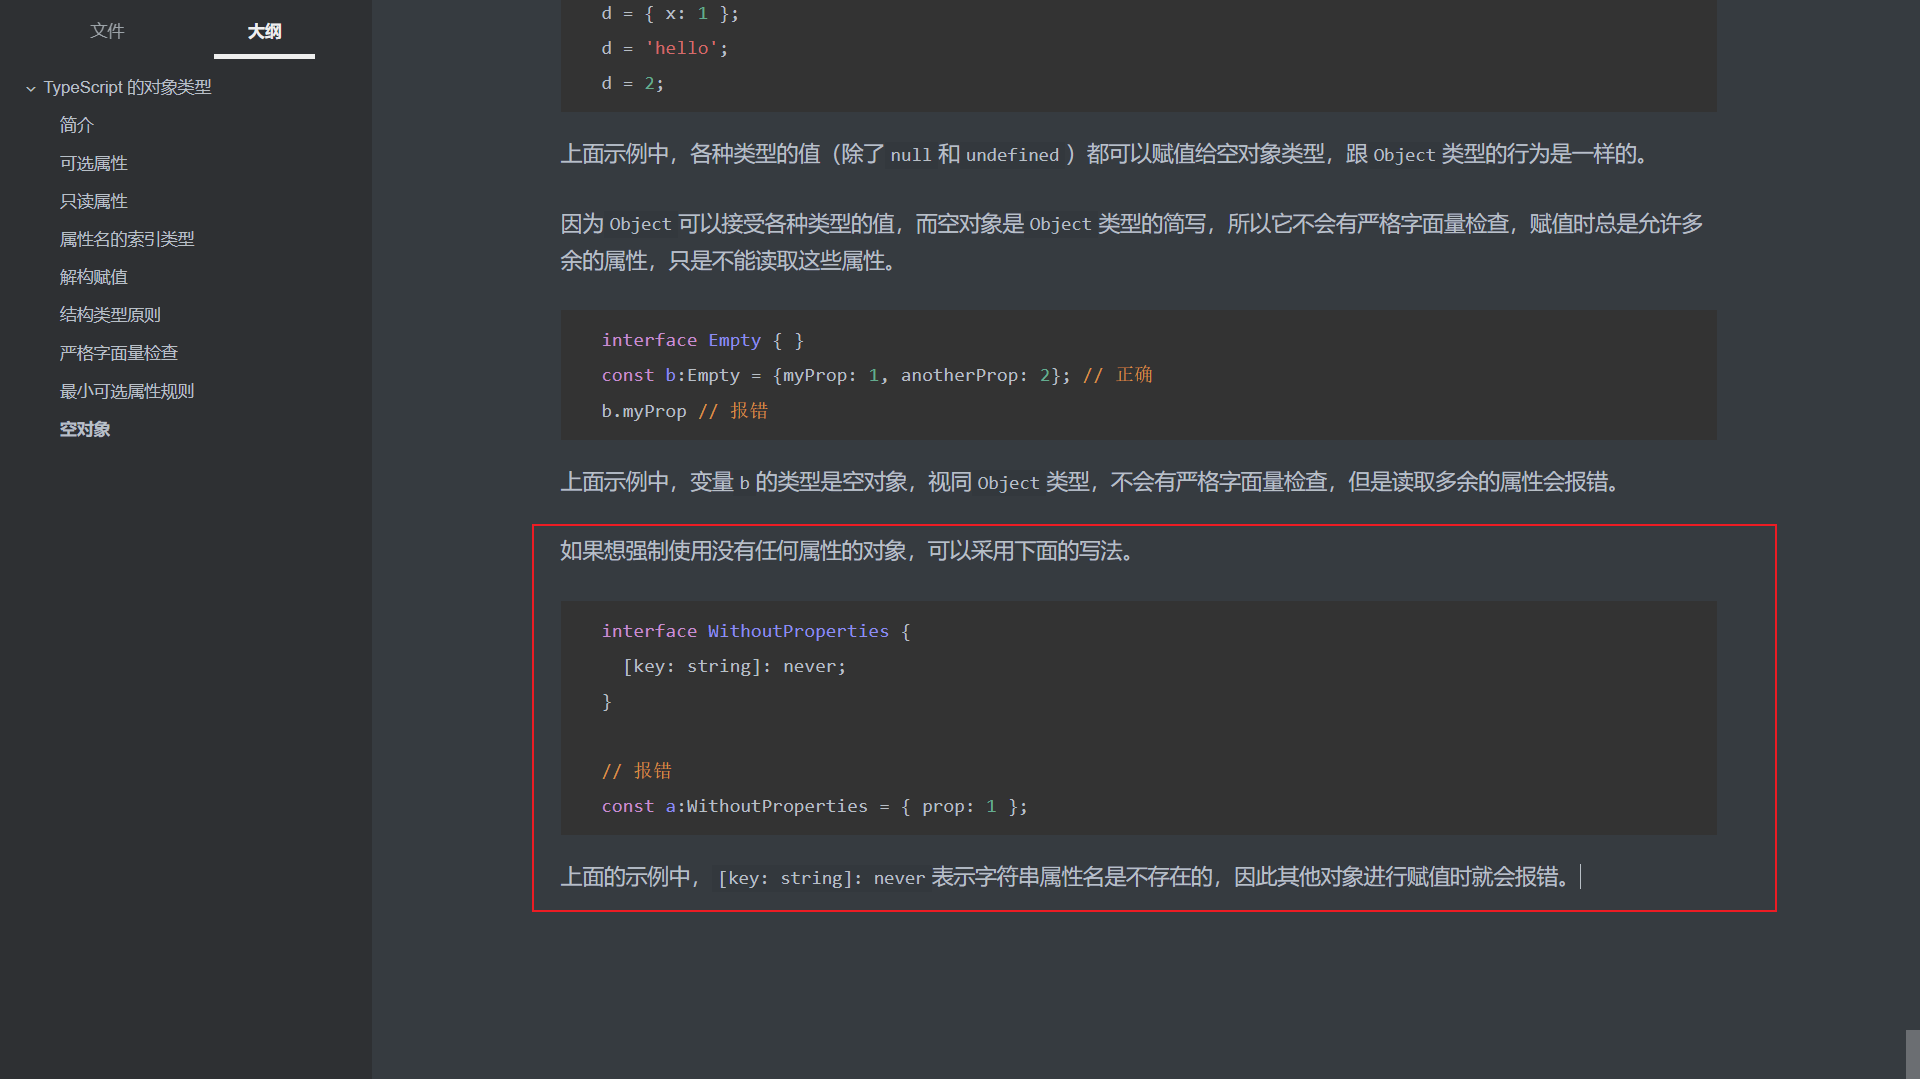 文件
大纲
TypeScript 的对象类型
简介
可选属性
只读属性
属性名的索引类型
解构赋值
结构类型原则
严格字面量检查
最小可选属性规则
空对象
d = { x: 1 };
d = 'hello';
d = 2;
上面示例中，各种类型的值（除了 null 和 undefined ）都可以赋值给空对象类型，跟 Object 类型的行为是一样的。
因为 Object 可以接受各种类型的值，而空对象是 Object 类型的简写，所以它不会有严格字面量检查，赋值时总是允许多
余的属性，只是不能读取这些属性。
interface Empty { }
const b:Empty = {myProp: 1, anotherProp: 2}; // 正确
b.myProp // 报错
上面示例中，变量 b 的类型是空对象，视同 Object 类型，不会有严格字面量检查，但是读取多余的属性会报错。
如果想强制使用没有任何属性的对象，可以采用下面的写法。
interface WithoutProperties {
  [key: string]: never;
}
// 报错
const a:WithoutProperties = { prop: 1 };
上面的示例中， [key: string]: never 表示字符串属性名是不存在的，因此其他对象进行赋值时就会报错。